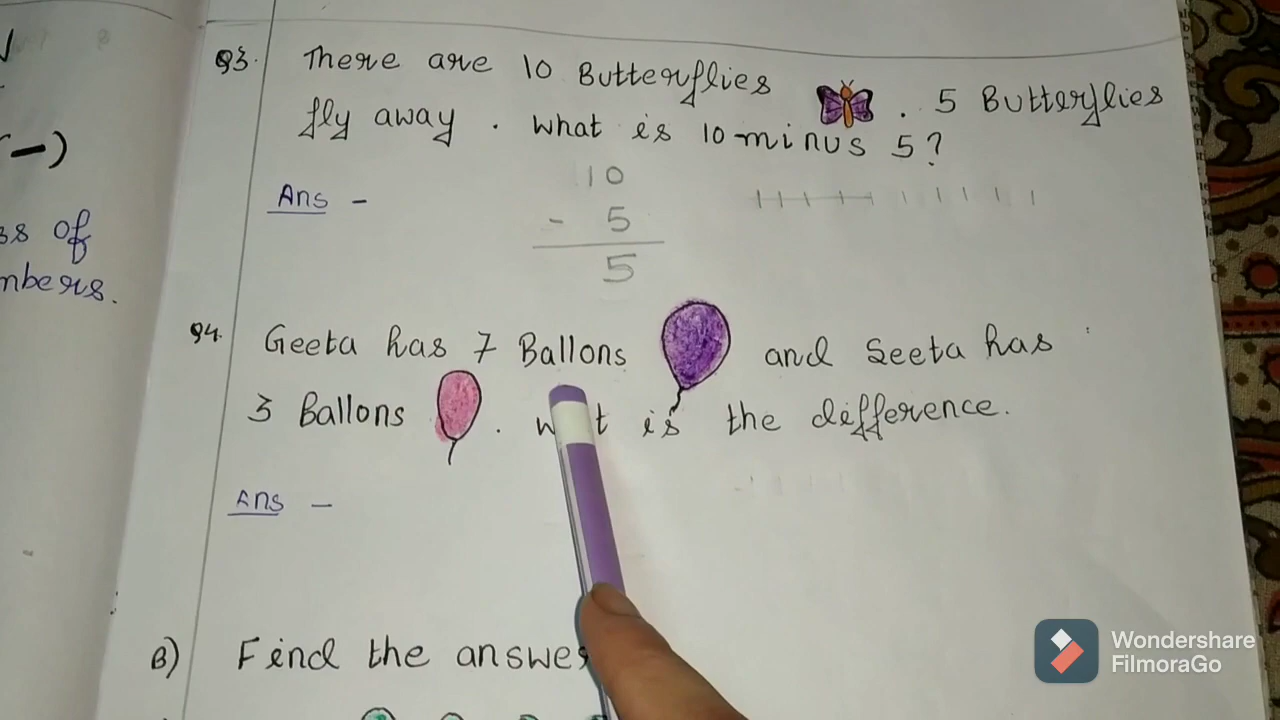 Q3. There are 10 Butterflies . 5 Butterflies
fly away . What is 10 minus 5?
Ans -
10
- 5
5
Q4. Geeta has 7 Ballons and Seeta has
3 Ballons . is the difference.
Ans -
B) Find the
-)
of
Wondershare
FilmoraGo